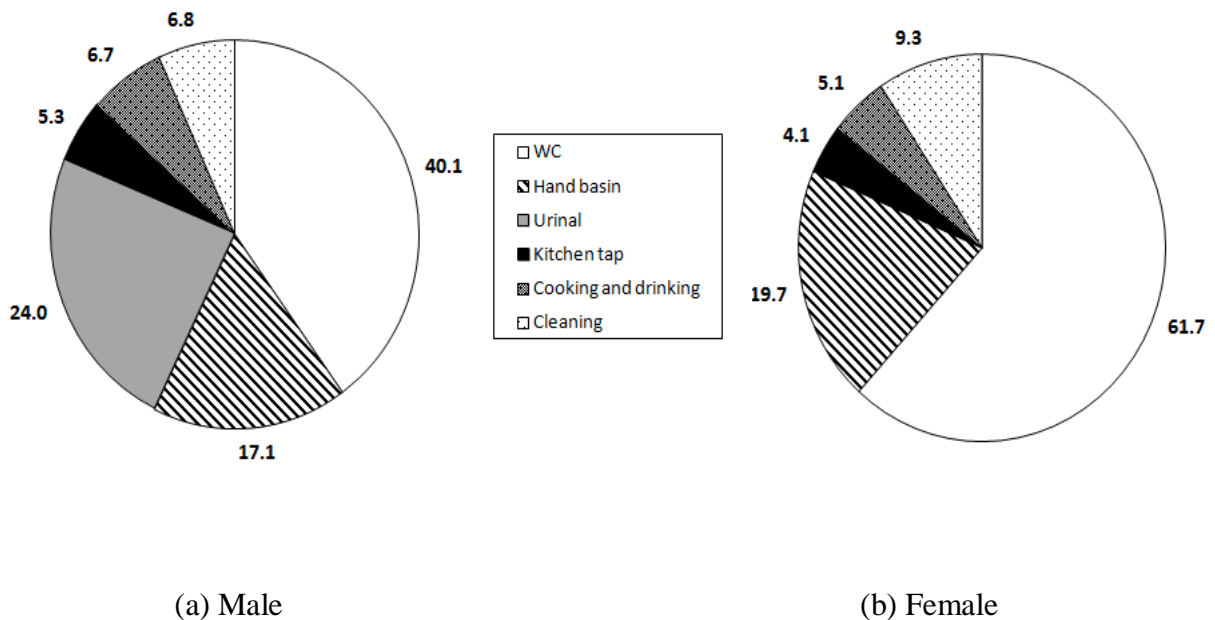 6.8
6.7
5.3
40.1
24.0
17.1
WC
Hand basin
Urinal
Kitchen tap
Cooking and drinking
Cleaning
9.3
5.1
4.1
19.7
61.7
(a) Male
(b) Female